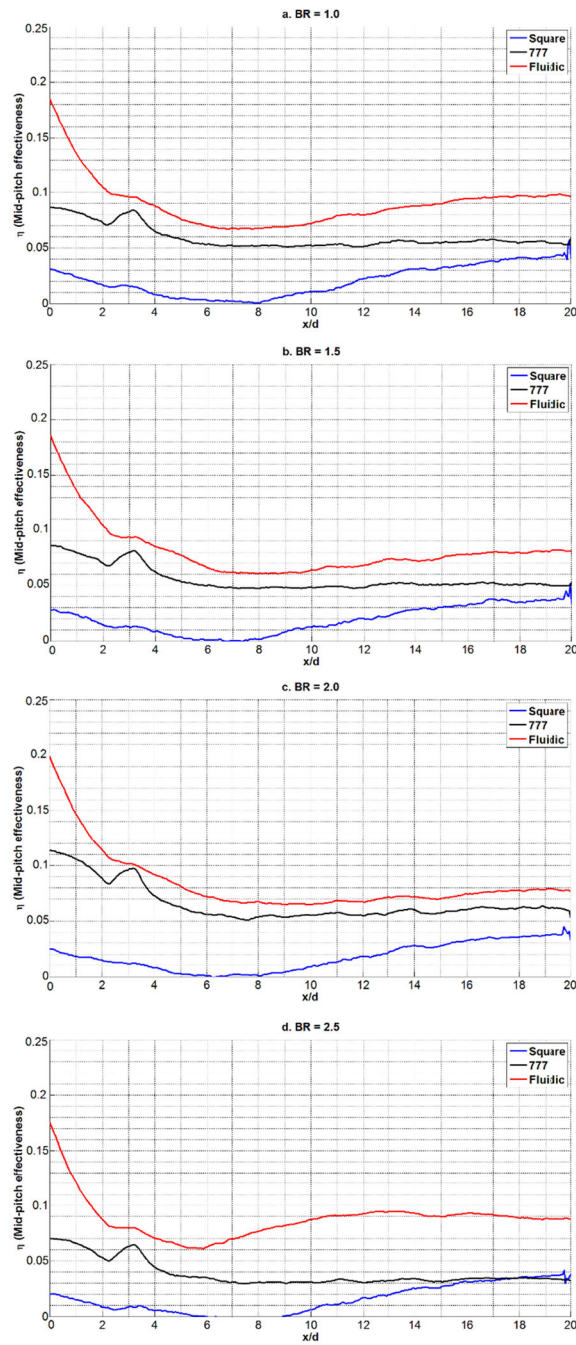 a. BR = 1.0
0.25
0.2
0.15
0.1
0.05
0
η (Mid-pitch effectiveness)
Square
777
Fluidic
0 2 4 6 8 10 12 14 16 18 20
x/d
b. BR = 1.5
0.25
0.2
0.15
0.1
0.05
0
η (Mid-pitch effectiveness)
Square
777
Fluidic
0 2 4 6 8 10 12 14 16 18 20
x/d
c. BR = 2.0
0.25
0.2
0.15
0.1
0.05
0
η (Mid-pitch effectiveness)
Square
777
Fluidic
0 2 4 6 8 10 12 14 16 18 20
x/d
d. BR = 2.5
0.25
0.2
0.15
0.1
0.05
0
η (Mid-pitch effectiveness)
Square
777
Fluidic
0 2 4 6 8 10 12 14 16 18 20
x/d